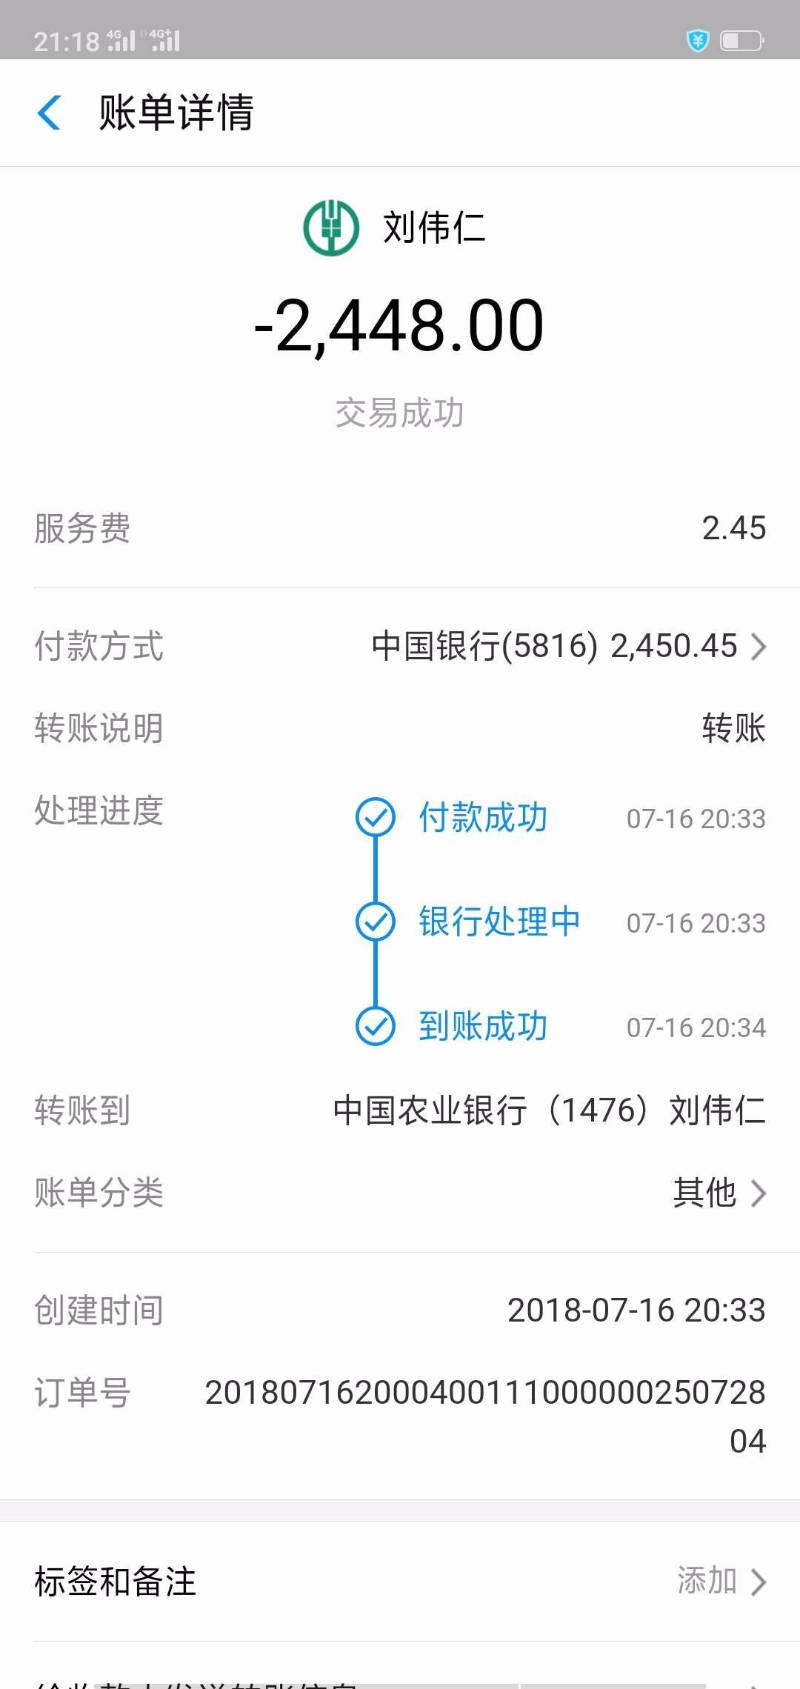 21:18 4G 4G+
账单详情
刘伟仁
-2,448.00
交易成功
服务费 2.45
付款方式 中国银行(5816) 2,450.45
转账说明 转账
处理进度 付款成功 07-16 20:33
银行处理中 07-16 20:33
到账成功 07-16 20:34
转账到 中国农业银行（1476）刘伟仁
账单分类 其他
创建时间 2018-07-16 20:33
订单号 201807162000400111000000250728
04
标签和备注 添加